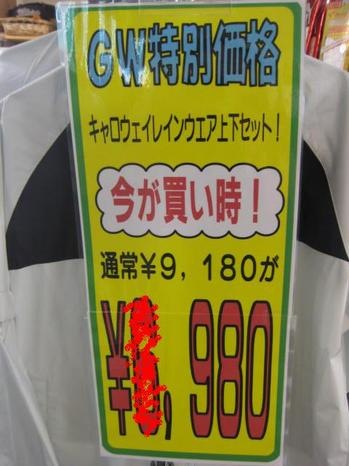 GW特別価格
キャロウェイレインウエア上下セット！
今が買い時！
通常¥9，180が
¥ ，980